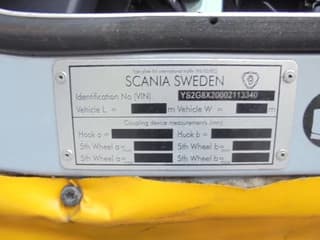 SCANIA SWEDEN
Identification No (VIN) YS2G8X20002113340
Vehicle L = m Vehicle W = m
Coupling device measurements (mm)
Hook a = Hook b =
5th Wheel a= 5th Wheel b=
5th Wheel a= 5th Wheel b=